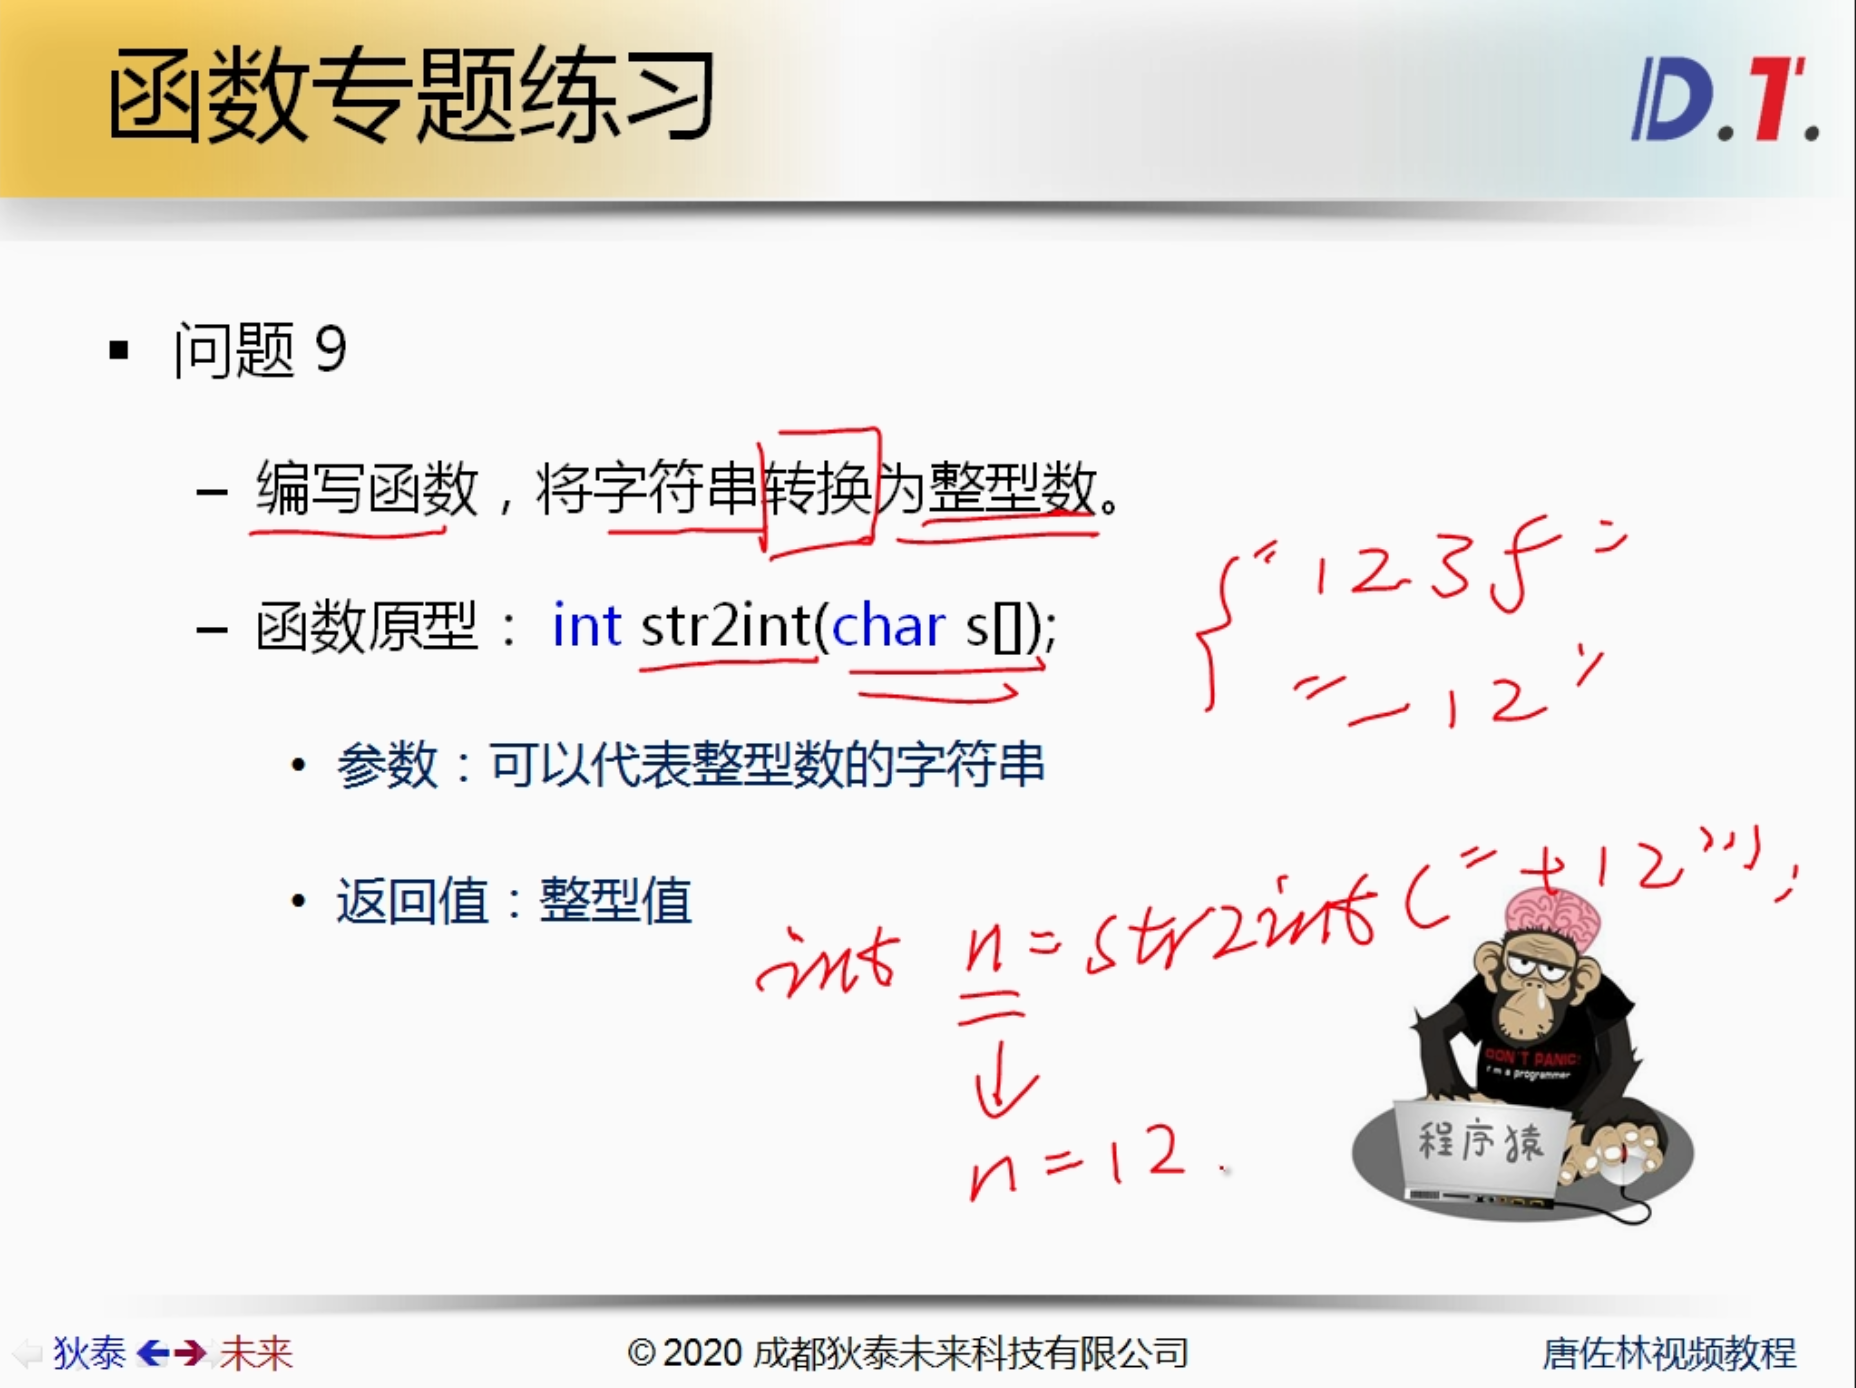 函数专题练习
D.T.
▪ 问题 9
– 编写函数，将字符串转换为整型数。
– 函数原型： int str2int(char s[]);
"123f"
"-12"
• 参数：可以代表整型数的字符串
• 返回值：整型值
int n=str2int("+12");
n=12.
DON'T PANIC!
I'm a programmer
程序猿
狄泰 未来
© 2020 成都狄泰未来科技有限公司
唐佐林视频教程